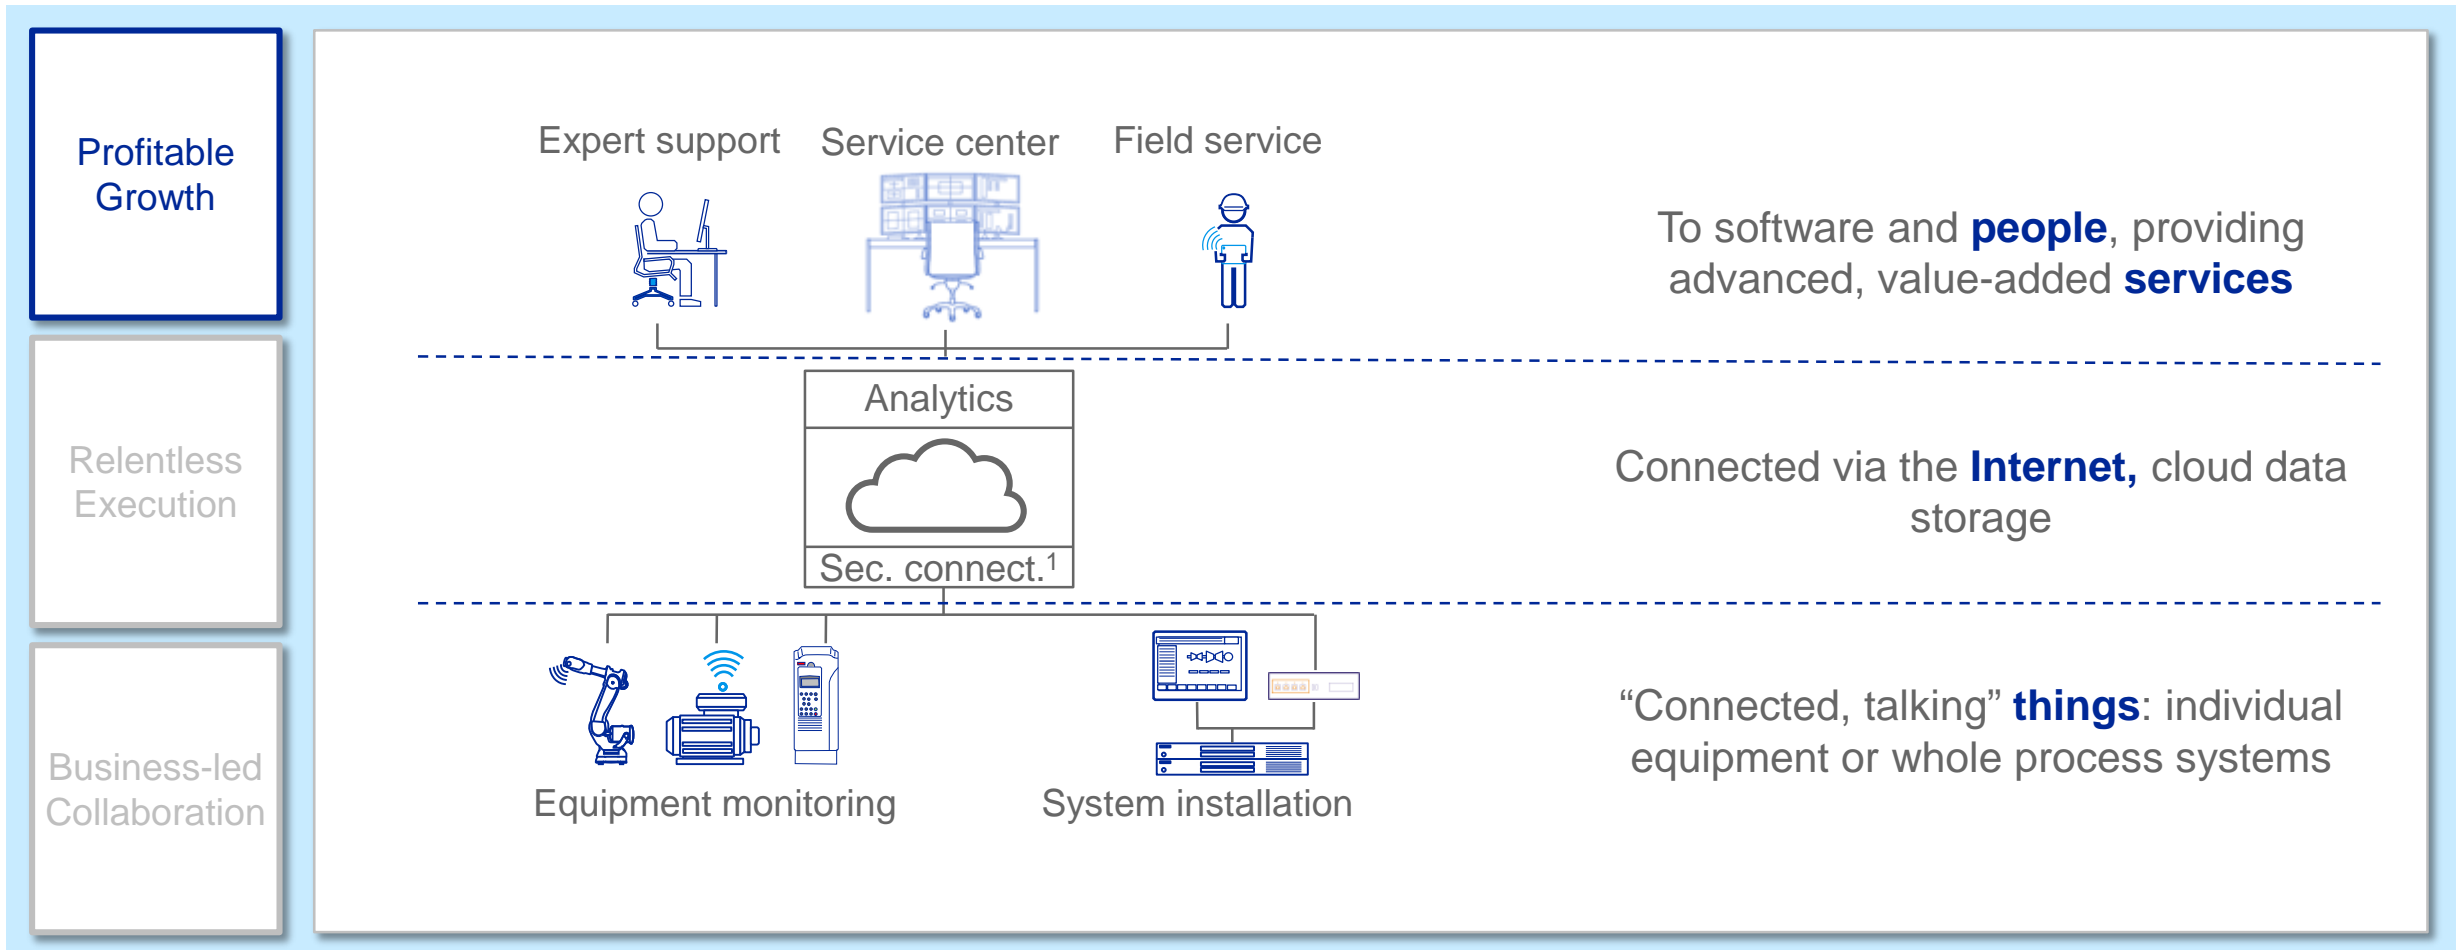 Profitable
Growth
Relentless
Execution
Business-led
Collaboration
Expert support
Service center
Field service
To software and people, providing
advanced, value-added services
Analytics
Sec. connect.1
Connected via the Internet, cloud data
storage
Equipment monitoring
System installation
“Connected, talking” things: individual
equipment or whole process systems